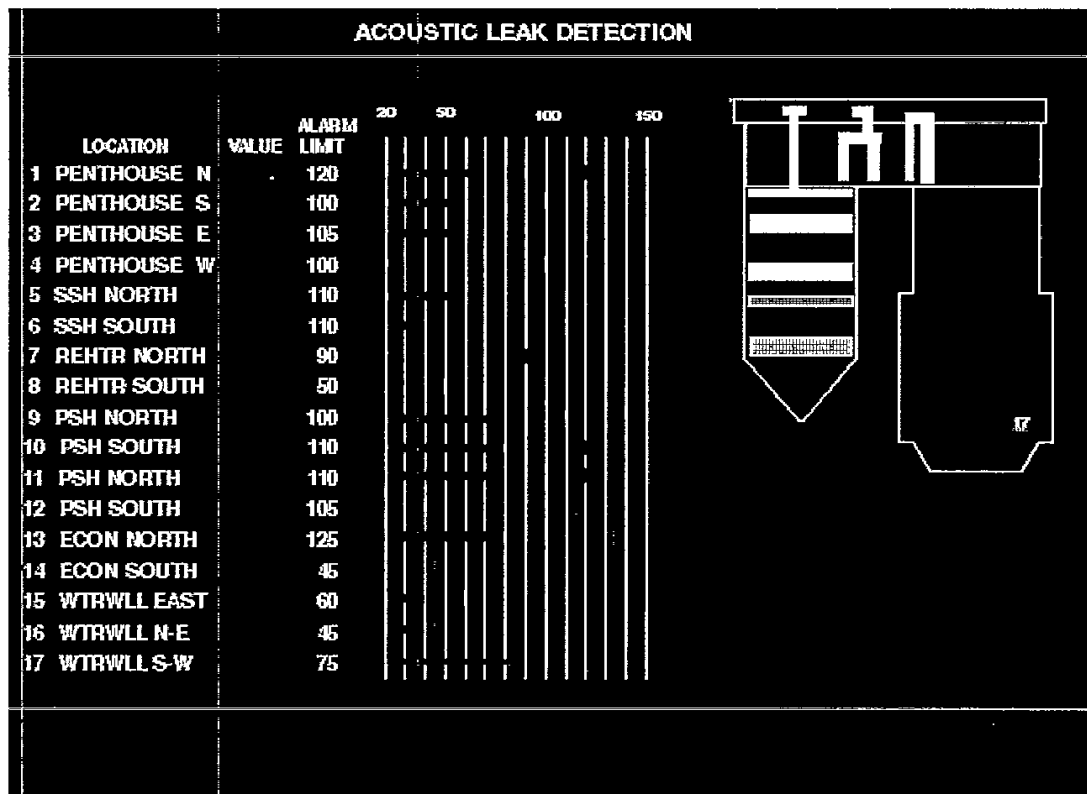 ACOUSTIC LEAK DETECTION
20 50 100 150
ALARM
LOCATION VALUE LIMIT
1 PENTHOUSE N 120
2 PENTHOUSE S 100
3 PENTHOUSE E 105
4 PENTHOUSE W 100
5 SSH NORTH 110
6 SSH SOUTH 110
7 REHTR NORTH 90
8 REHTR SOUTH 50
9 PSH NORTH 100
10 PSH SOUTH 110
11 PSH NORTH 110
12 PSH SOUTH 105
13 ECON NORTH 125
14 ECON SOUTH 45
15 WTRWLL EAST 60
16 WTRWLL N-E 45
17 WTRWLL S-W 75
17